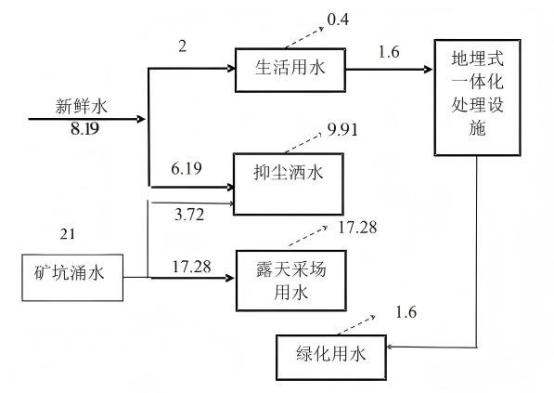 0.4
2
1.6
生活用水
地埋式
一体化
处理设
施
新鲜水
8.19
9.91
6.19
抑尘洒水
3.72
21
17.28
矿坑涌水
17.28
露天采场
用水
1.6
绿化用水